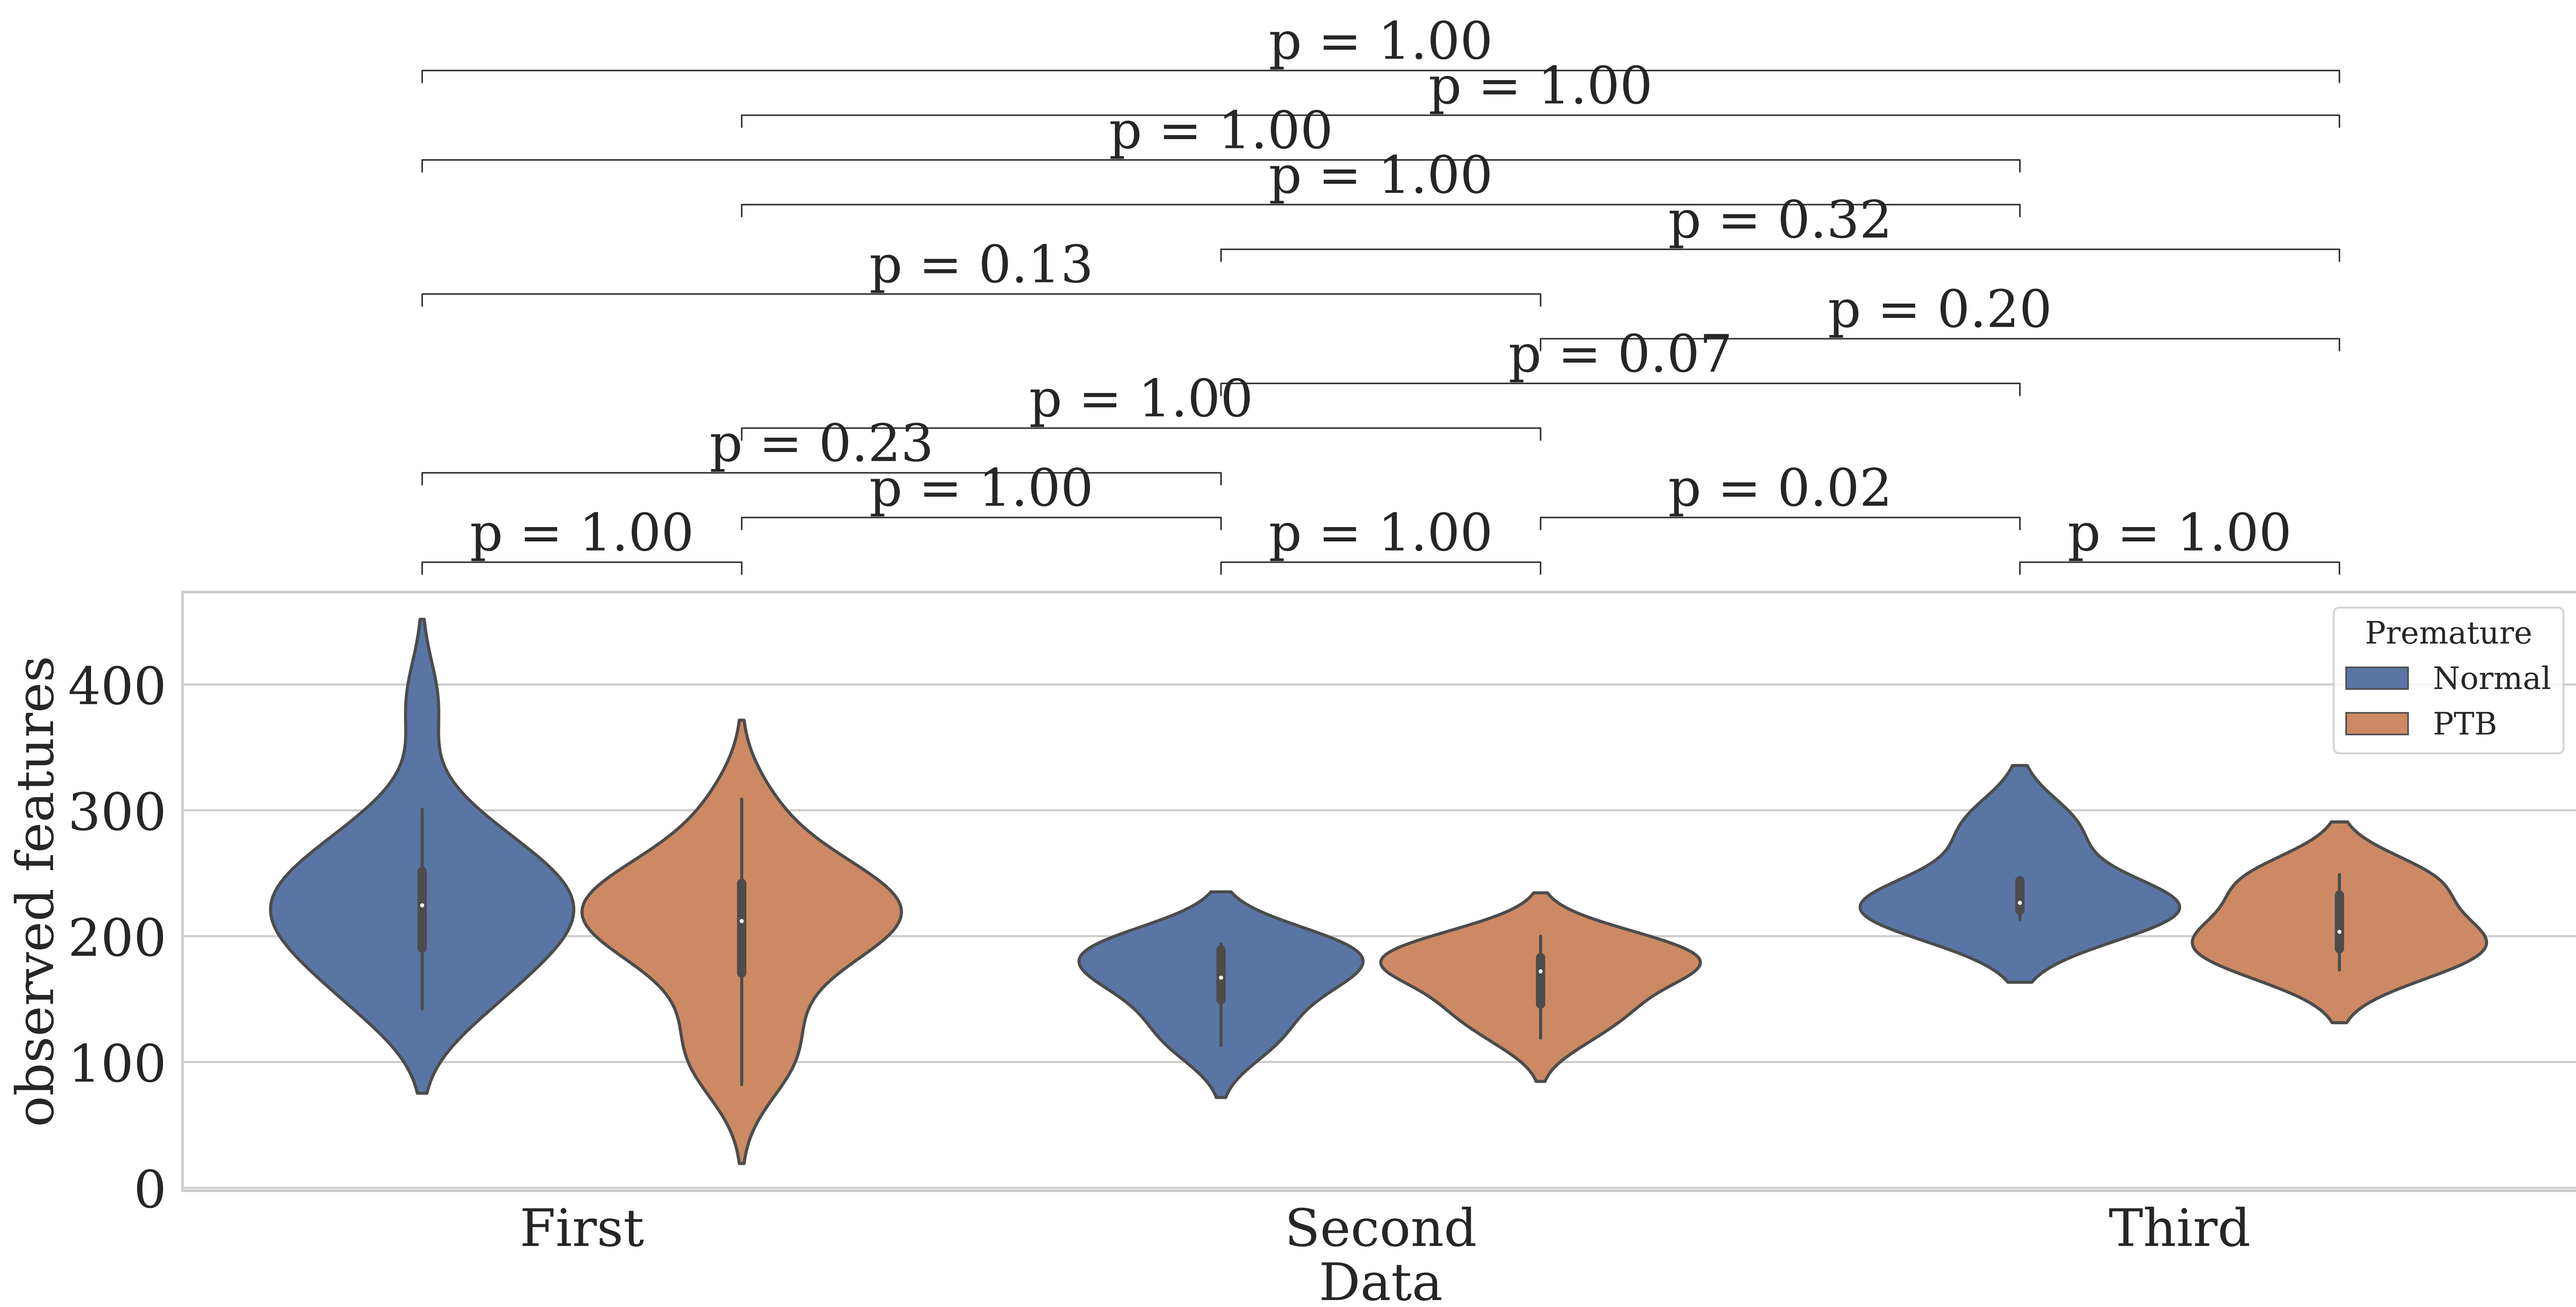 p = 1.00
p = 1.00
p = 1.00
p = 1.00
p = 0.32
p = 0.13
p = 0.20
p = 0.07
p = 1.00
p = 0.23
p = 1.00
p = 0.02
p = 1.00
p = 1.00
p = 1.00
observed features
400
300
200
100
0
Premature
Normal
PTB
First
Second
Third
Data